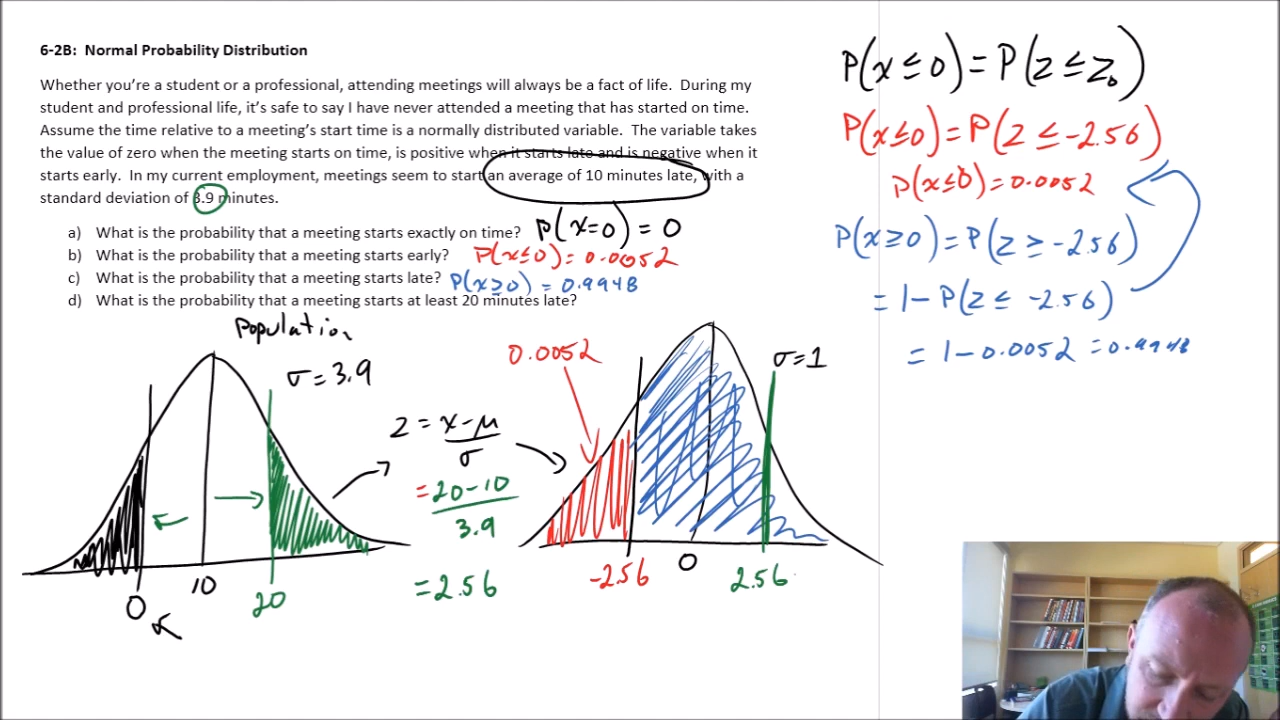 6-2B: Normal Probability Distribution
Whether you're a student or a professional, attending meetings will always be a fact of life. During my
student and professional life, it's safe to say I have never attended a meeting that has started on time.
Assume the time relative to a meeting's start time is a normally distributed variable. The variable takes
the value of zero when the meeting starts on time, is positive when it starts late and is negative when it
starts early. In my current employment, meetings seem to start an average of 10 minutes late, with a
standard deviation of 3.9 minutes.
a) What is the probability that a meeting starts exactly on time? P(x=0) = 0
b) What is the probability that a meeting starts early? P(x≤0) = 0.0052
c) What is the probability that a meeting starts late? P(x≥0) = 0.9948
d) What is the probability that a meeting starts at least 20 minutes late?
Population
σ = 3.9
0
10
20
z = x-μ
σ
= 20-10
3.9
= 2.56
0.0052
σ=1
-2.56
0
2.56
P(x≤0) = P(z≤z₀)
P(x≤0) = P(z≤-2.56)
P(x≤0) = 0.0052
P(x≥0) = P(z≥-2.56)
= 1-P(z≤ -2.56)
= 1-0.0052 = 0.9948